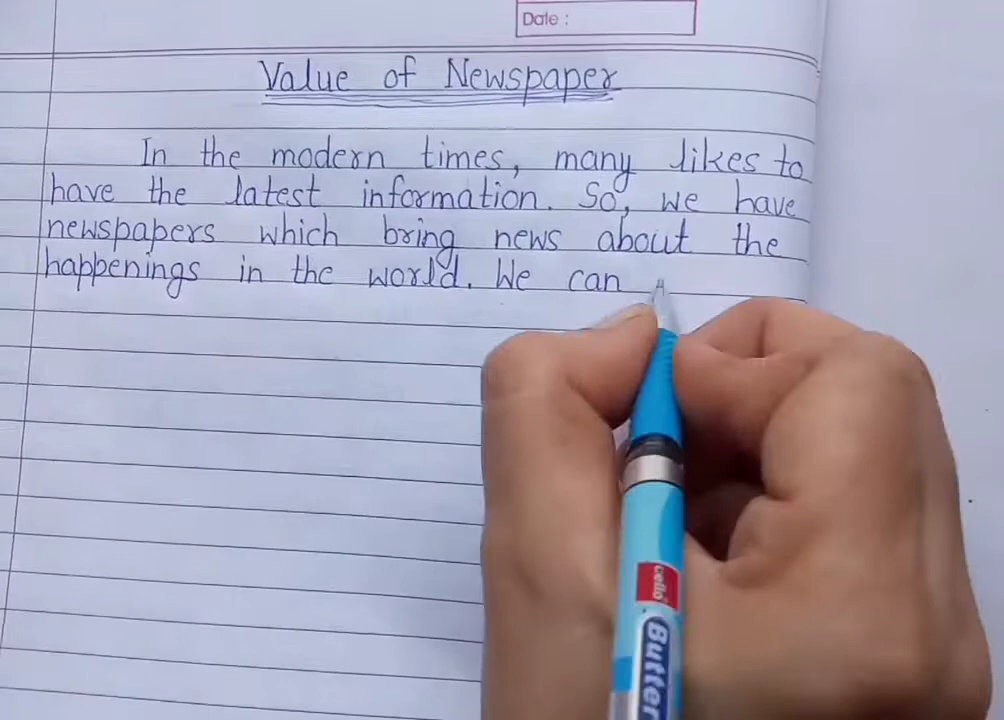 Date :
Value of Newspaper
In the modern times, many likes to
have the latest information. So, we have
newspapers which bring news about the
happenings in the world. We can
cello
Butter